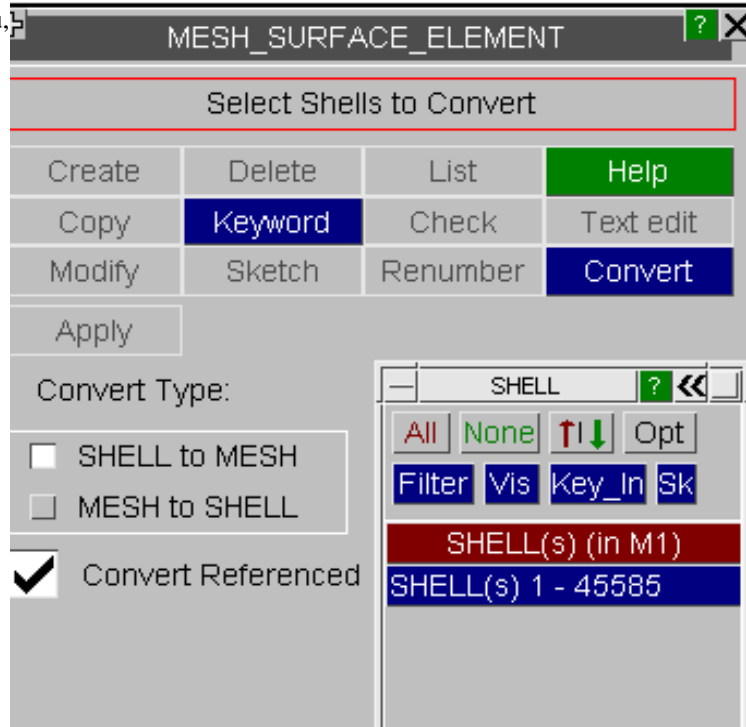 MESH_SURFACE_ELEMENT ?
Select Shells to Convert
Create Delete List Help
Copy Keyword Check Text edit
Modify Sketch Renumber Convert
Apply
Convert Type:
SHELL to MESH
MESH to SHELL
Convert Referenced
SHELL ?
All None Opt
Filter Vis Key_In Sk
SHELL(s) (in M1)
SHELL(s) 1 - 45585